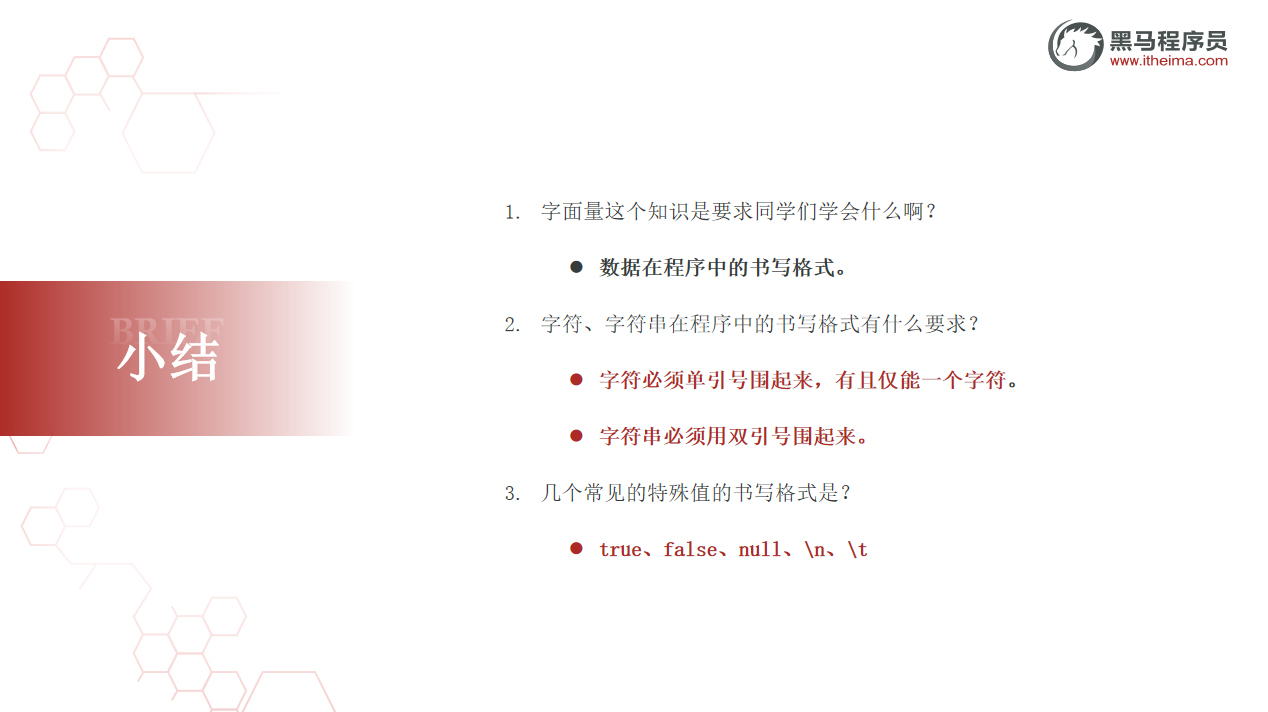 黑马程序员
www.itheima.com
1. 字面量这个知识是要求同学们学会什么啊？
● 数据在程序中的书写格式。
2. 字符、字符串在程序中的书写格式有什么要求？
BRIEF
小结
● 字符必须单引号围起来，有且仅能一个字符。
● 字符串必须用双引号围起来。
3. 几个常见的特殊值的书写格式是？
● true、false、null、\n、\t